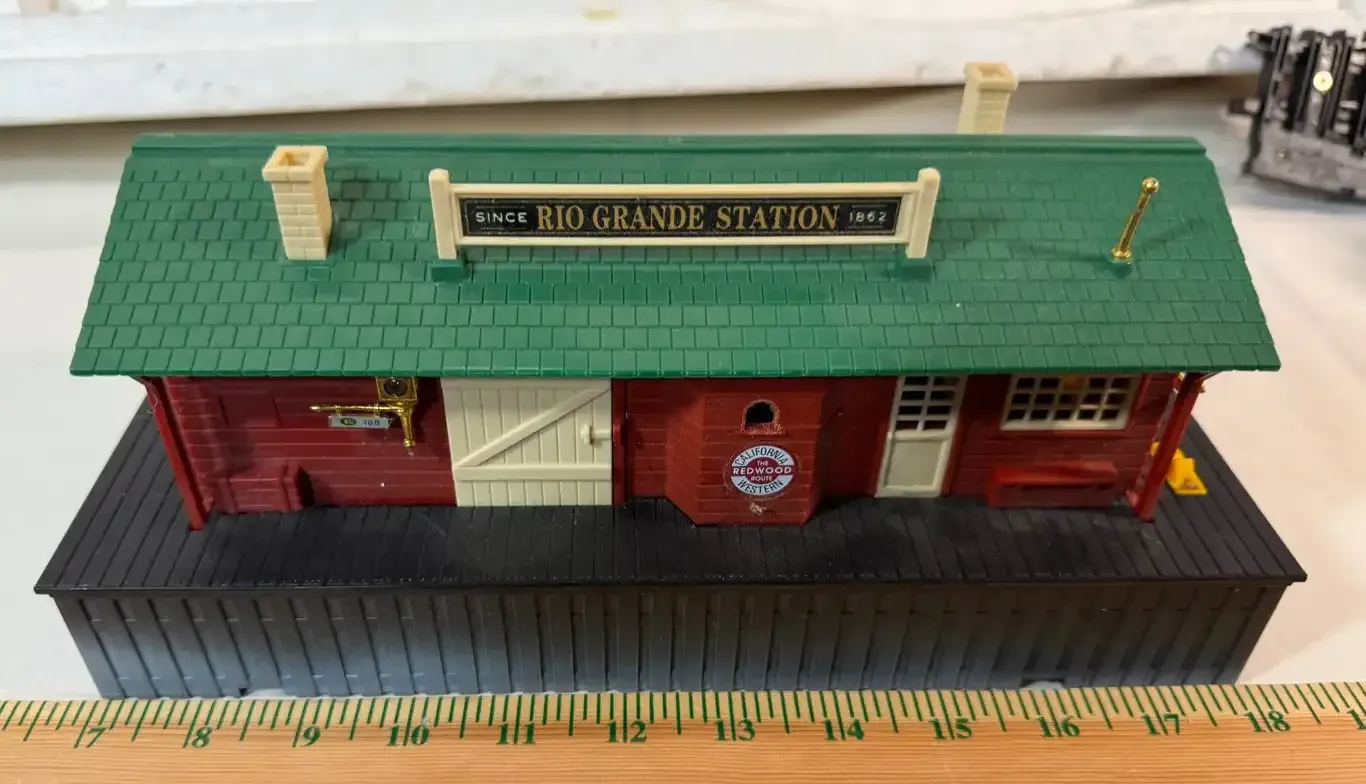 SINCE RIO GRANDE STATION 1862
188
CALIFORNIA
THE
REDWOOD
ROUTE
WESTERN
7 8 9 10 11 12 13 14 15 16 17 18